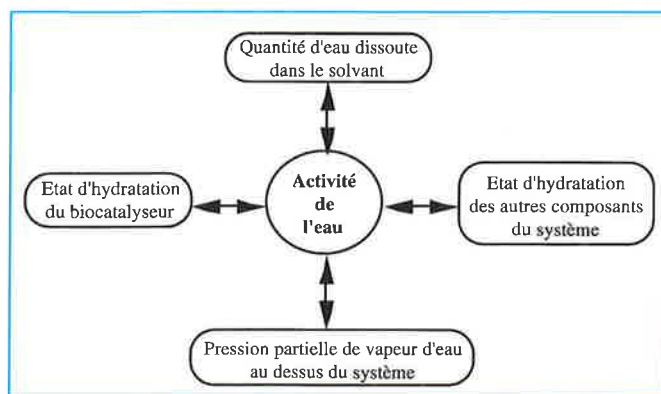 Quantité d'eau dissoute
dans le solvant
Etat d'hydratation
du biocatalyseur
Activité
de
l'eau
Etat d'hydratation
des autres composants
du système
Pression partielle de vapeur d'eau
au dessus du système